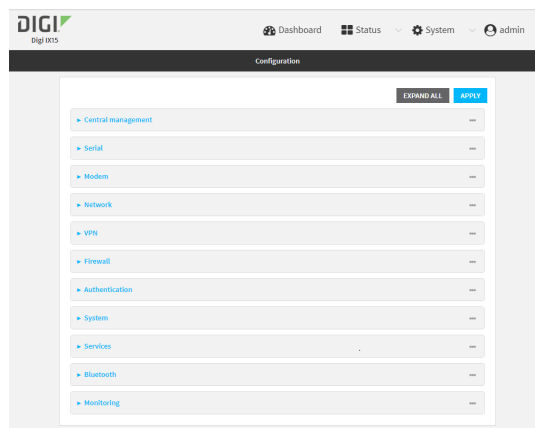 DIGI
Digi IX15
Dashboard
Status
System
admin
Configuration
EXPAND ALL
APPLY
Central management
Serial
Modem
Network
VPN
Firewall
Authentication
System
Services
Bluetooth
Monitoring